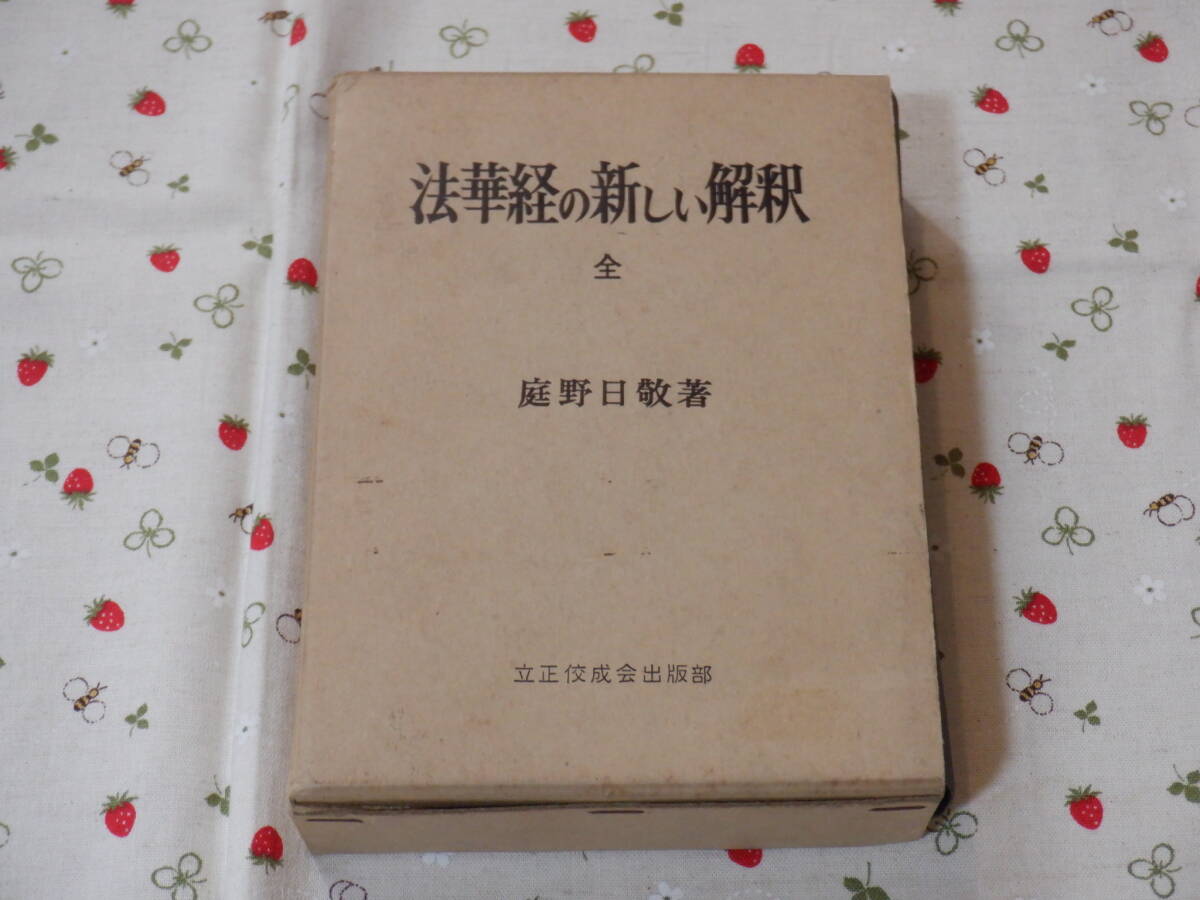 法華経の新しい解釈
全
庭野日敬著
立正佼成会出版部